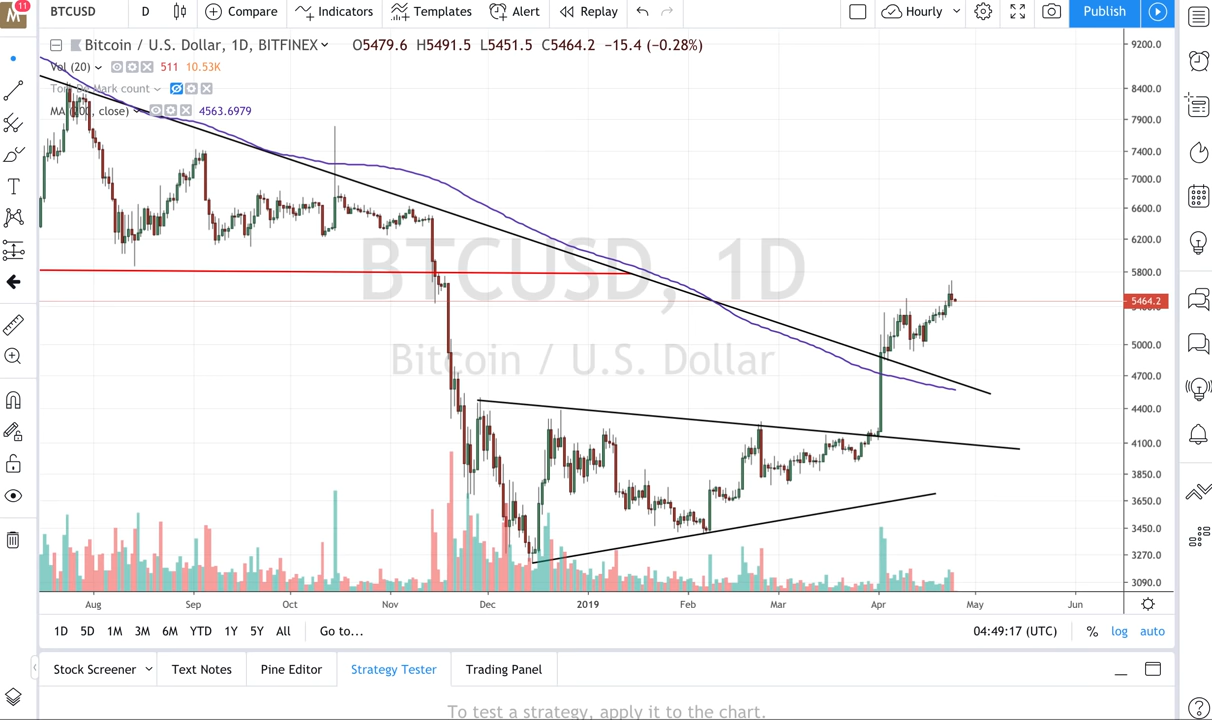 11
BTCUSD D Compare Indicators Templates Alert Replay Hourly Publish
Bitcoin / U.S. Dollar, 1D, BITFINEX O5479.6 H5491.5 L5451.5 C5464.2 −15.4 (−0.28%)
Vol (20) 511 10.53K
Mark count
MA close) 4563.6979
BTCUSD, 1D
Bitcoin / U.S. Dollar
9200.0
8400.0
7900.0
7400.0
7000.0
6600.0
6200.0
5800.0
5464.2
5000.0
4700.0
4400.0
4100.0
3850.0
3650.0
3450.0
3270.0
3090.0
Aug Sep Oct Nov Dec 2019 Feb Mar Apr May Jun
1D 5D 1M 3M 6M YTD 1Y 5Y All Go to... 04:49:17 (UTC) % log auto
Stock Screener Text Notes Pine Editor Strategy Tester Trading Panel
To test a strategy, apply it to the chart.